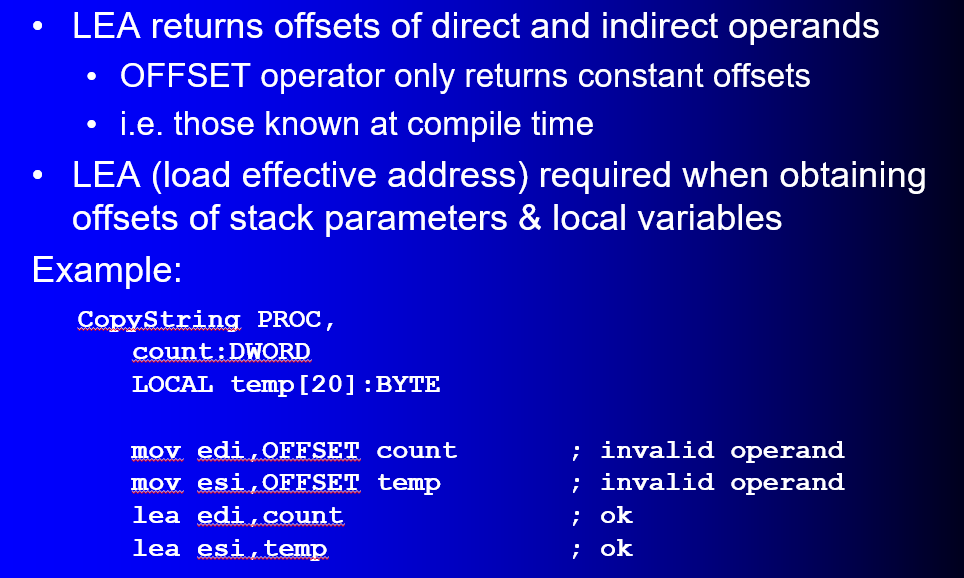 • LEA returns offsets of direct and indirect operands
• OFFSET operator only returns constant offsets
• i.e. those known at compile time
• LEA (load effective address) required when obtaining
offsets of stack parameters & local variables
Example:
CopyString PROC,
count:DWORD
LOCAL temp[20]:BYTE
mov edi,OFFSET count ; invalid operand
mov esi,OFFSET temp ; invalid operand
lea edi,count ; ok
lea esi,temp ; ok